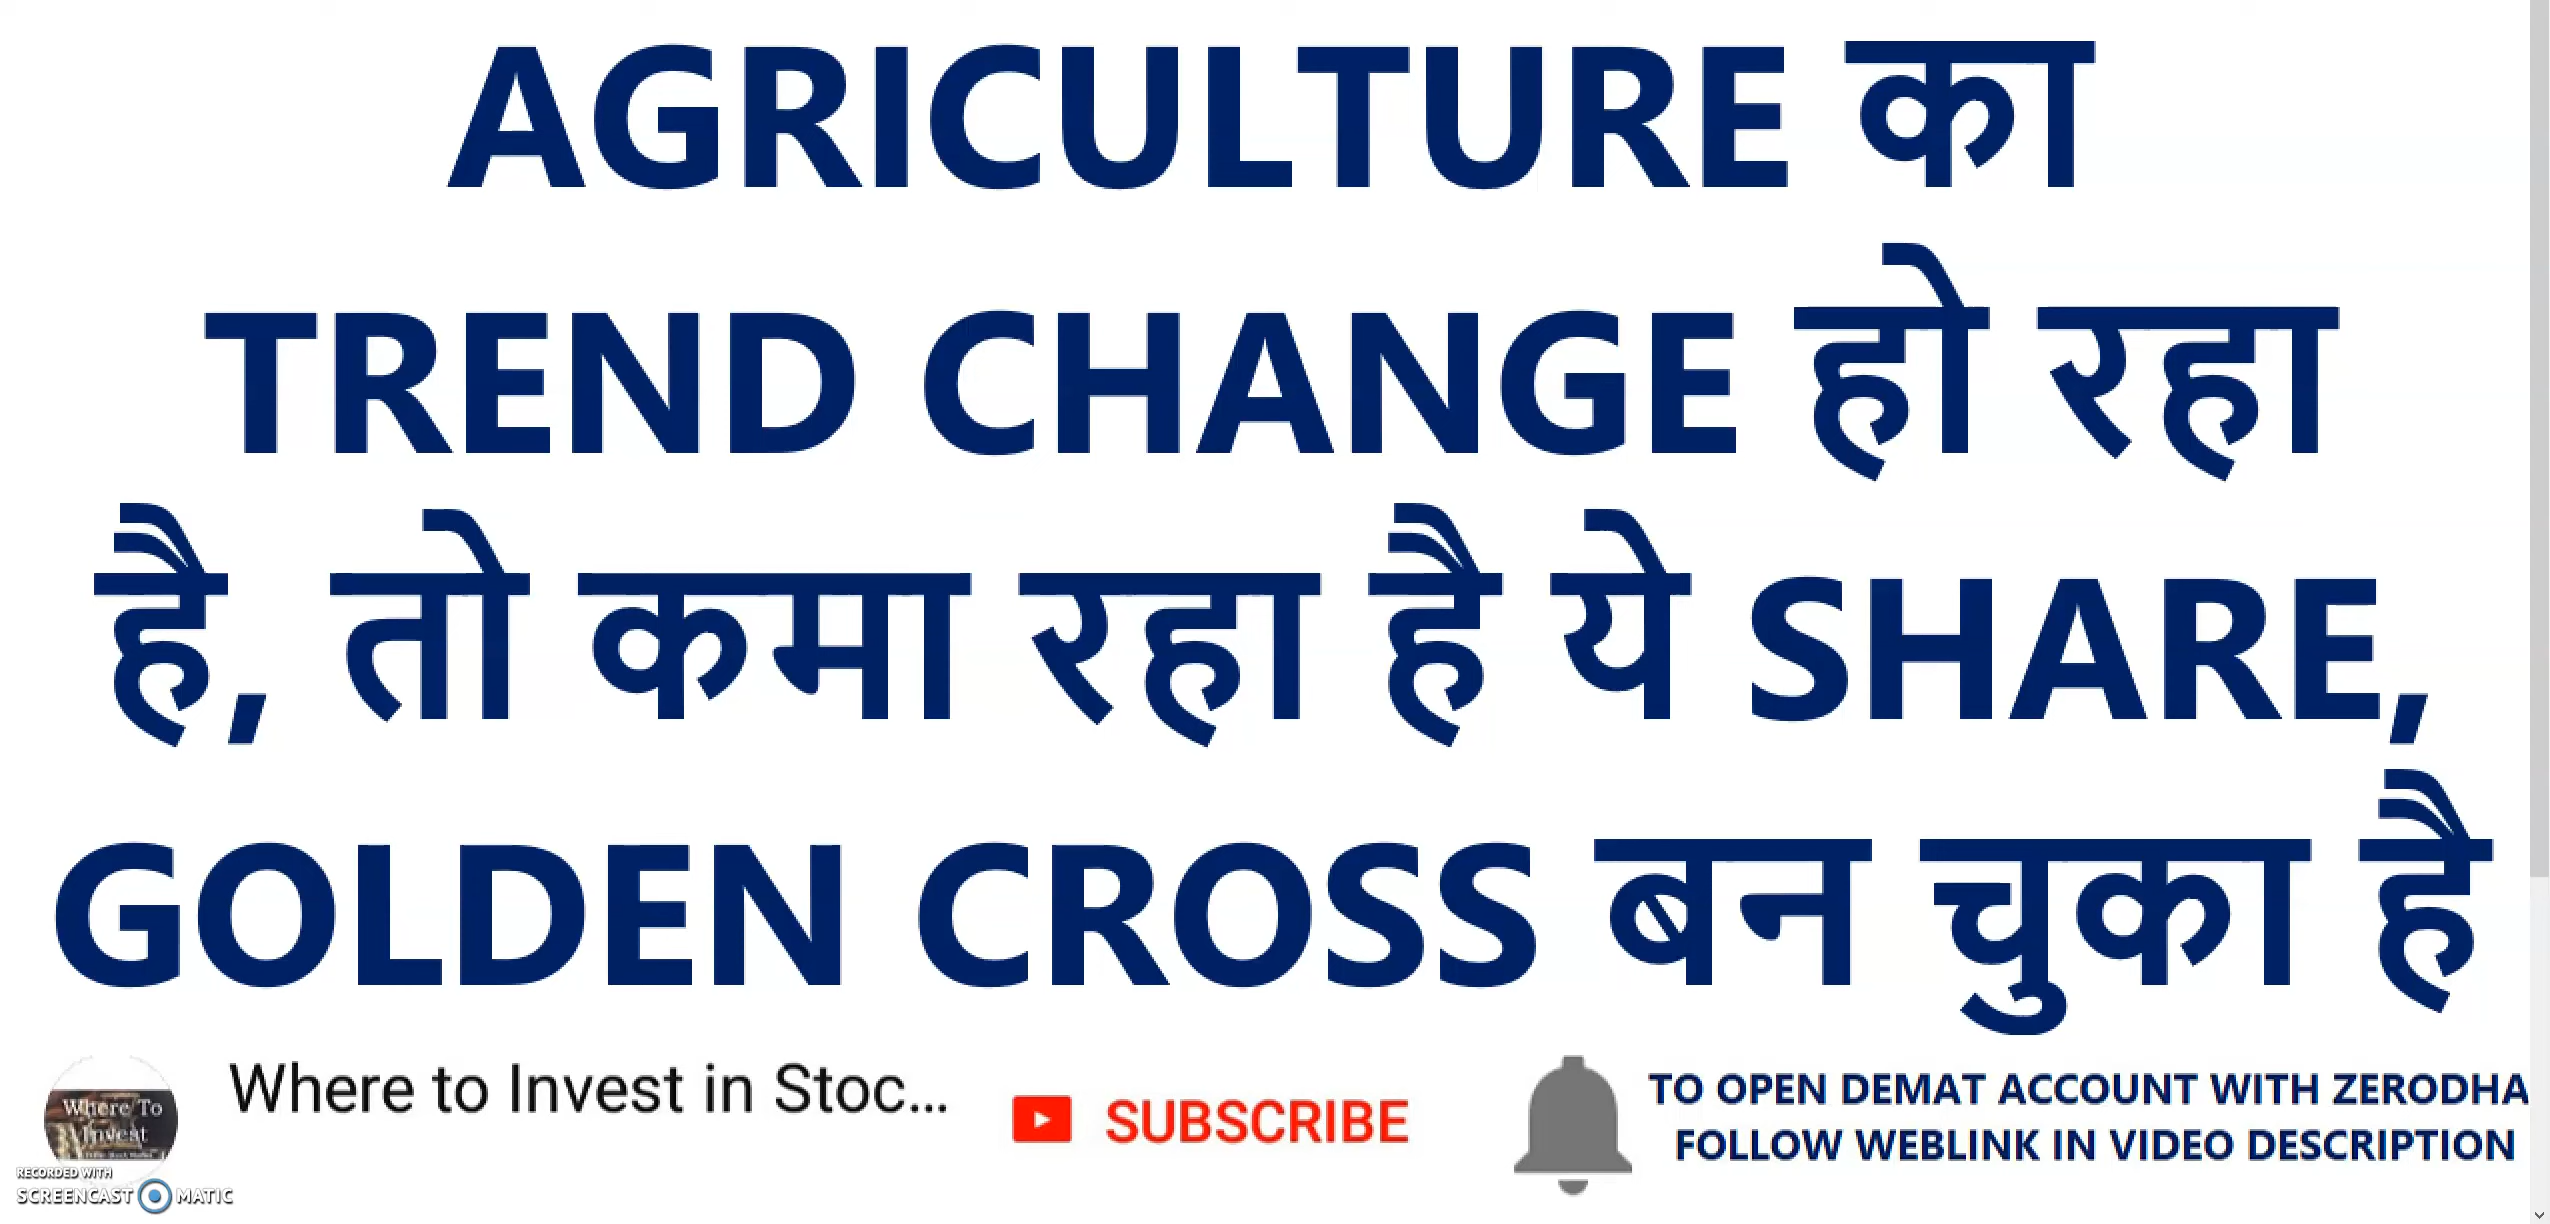 AGRICULTURE का
TREND CHANGE हो रहा
है, तो कमा रहा है ये SHARE,
GOLDEN CROSS बन चुका है
Where to Invest in Stoc...
SUBSCRIBE
TO OPEN DEMAT ACCOUNT WITH ZERODHA
FOLLOW WEBLINK IN VIDEO DESCRIPTION
Where To
Invest
RECORDED WITH
SCREENCAST MATIC